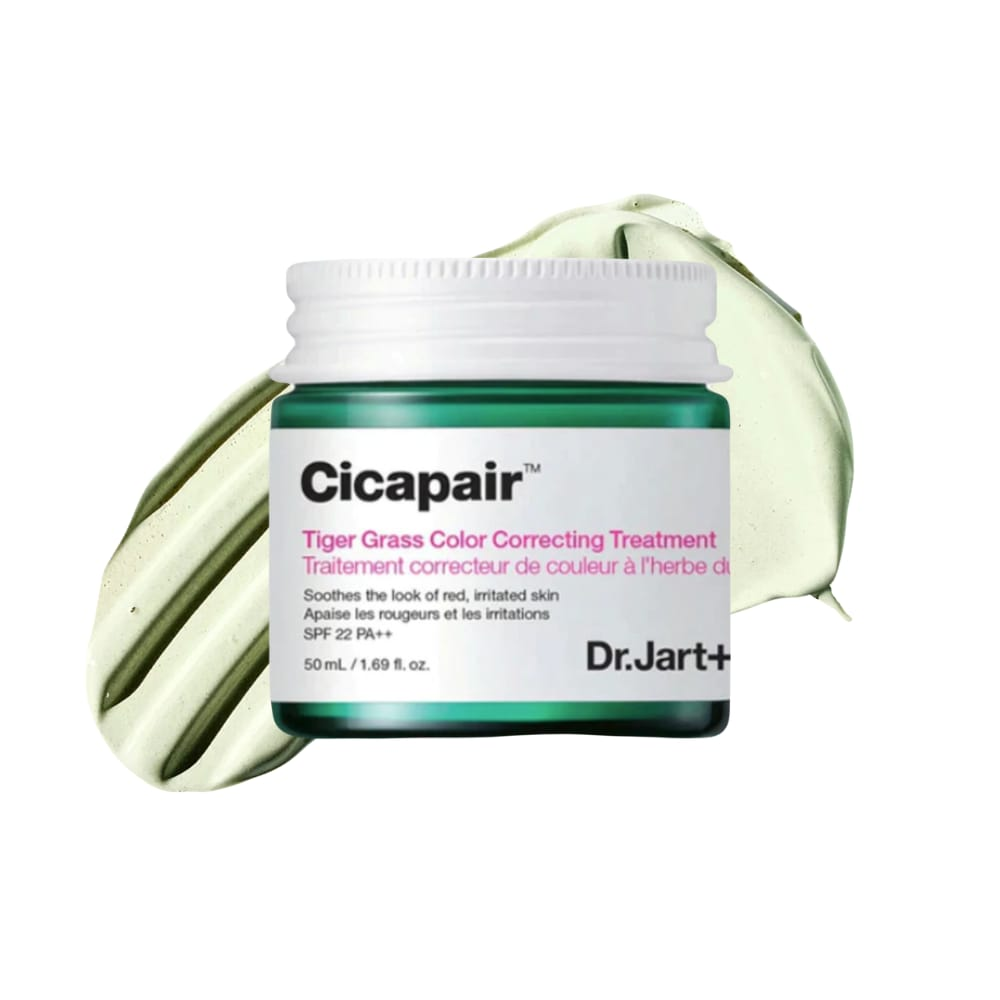 Cicapair™
Tiger Grass Color Correcting Treatment
Traitement correcteur de couleur à l'herbe du
Soothes the look of red, irritated skin
Apaise les rougeurs et les irritations
SPF 22 PA++
50 mL / 1.69 fl. oz.
Dr.Jart+